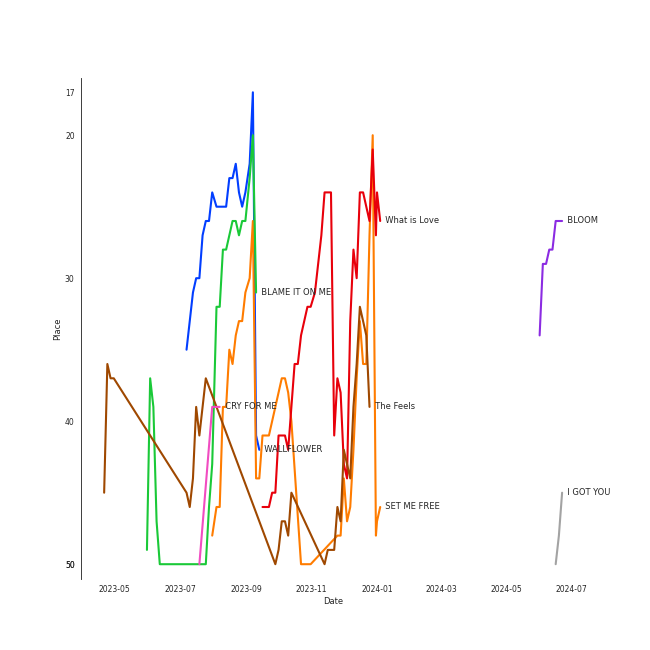 17
20
BLOOM
What is Love
30
BLAME IT ON ME
Place
CRY FOR ME
The Feels
40
WALLFLOWER
I GOT YOU
SET ME FREE
50
2023-05
2023-07
2023-09
2023-11
2024-01
2024-03
2024-05
2024-07
Date